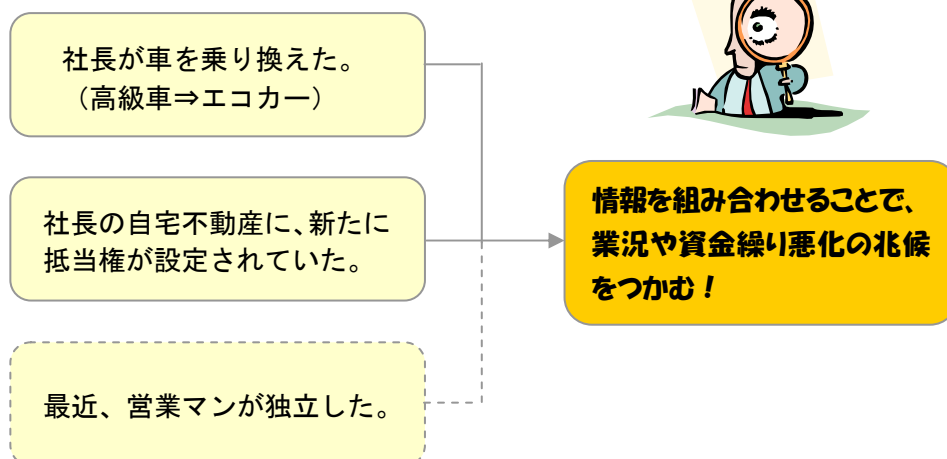 社長が車を乗り換えた。
（高級車⇒エコカー）
社長の自宅不動産に、新たに
抵当権が設定されていた。
最近、営業マンが独立した。
情報を組み合わせることで、
業況や資金繰り悪化の兆候
をつかむ！